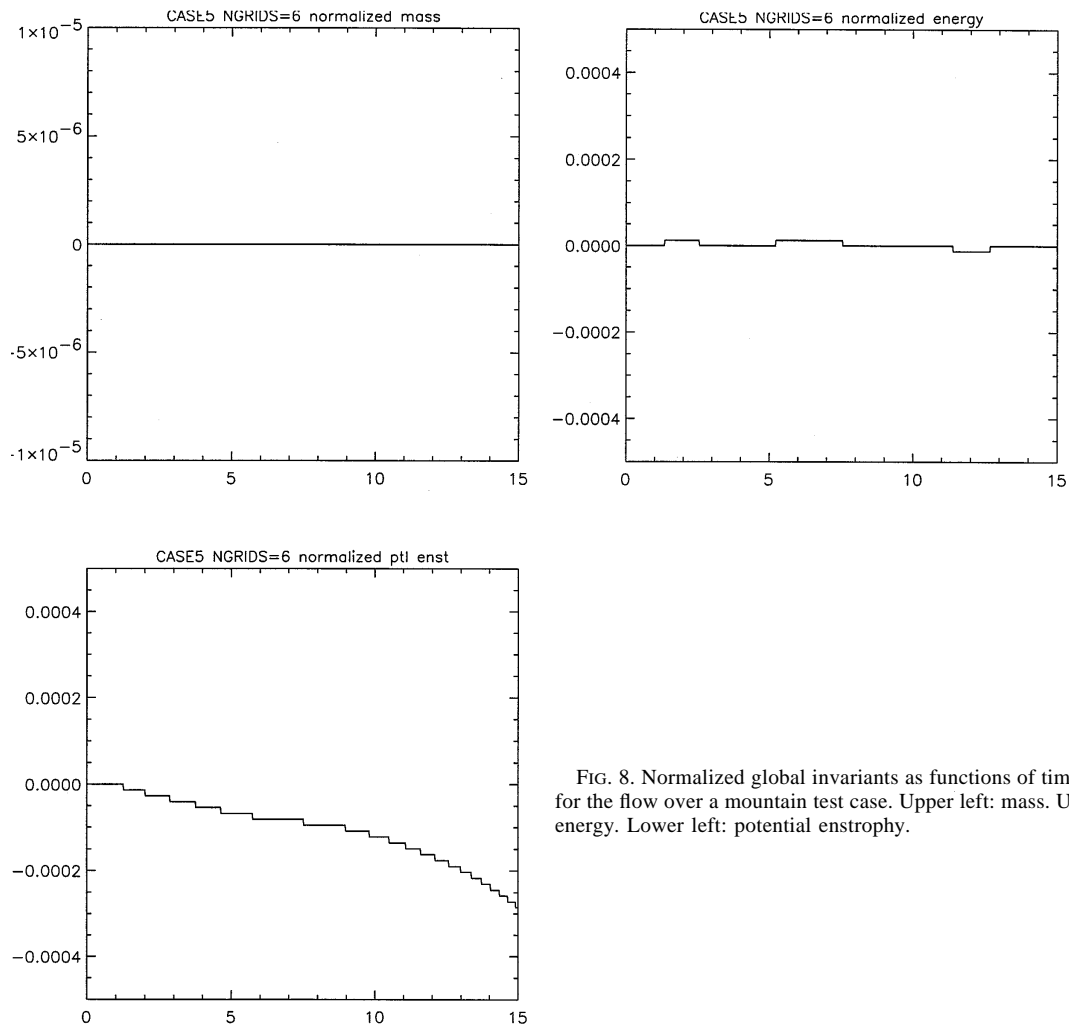 CASE5 NGRIDS=6 normalized mass
1×10⁻⁵
5×10⁻⁶
0
-5×10⁻⁶
-1×10⁻⁵
0 5 10 15
CASE5 NGRIDS=6 normalized energy
0.0004
0.0002
0.0000
−0.0002
−0.0004
0 5 10 15
CASE5 NGRIDS=6 normalized ptl enst
0.0004
0.0002
0.0000
−0.0002
−0.0004
0 5 10 15
FIG. 8. Normalized global invariants as functions of tim
for the flow over a mountain test case. Upper left: mass. U
energy. Lower left: potential enstrophy.